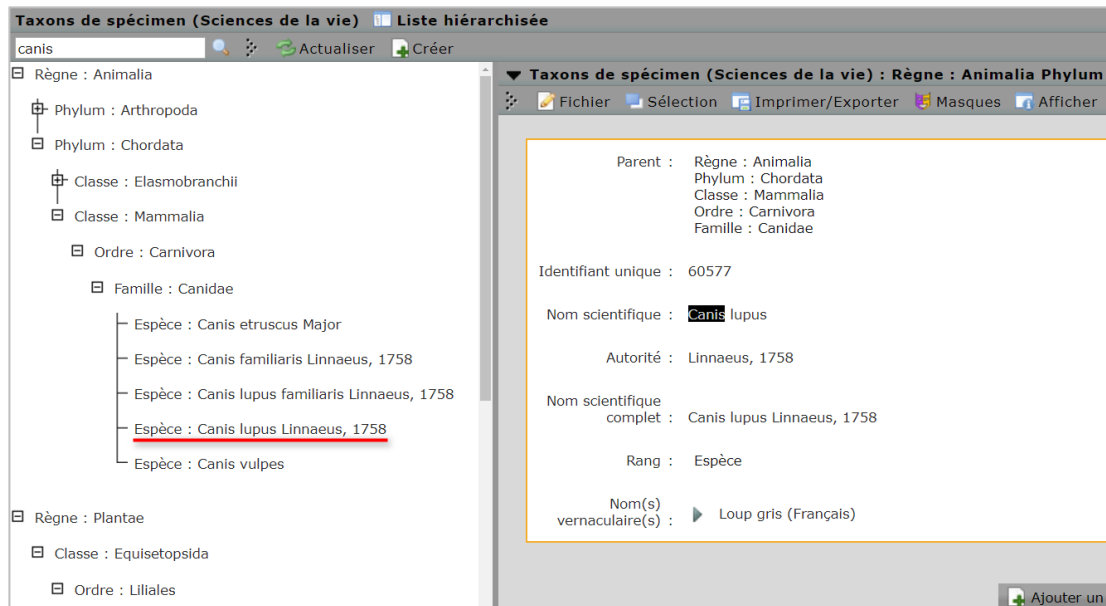 Taxons de spécimen (Sciences de la vie) Liste hiérarchisée
canis Actualiser Créer
Règne : Animalia
Phylum : Arthropoda
Phylum : Chordata
Classe : Elasmobranchii
Classe : Mammalia
Ordre : Carnivora
Famille : Canidae
Espèce : Canis etruscus Major
Espèce : Canis familiaris Linnaeus, 1758
Espèce : Canis lupus familiaris Linnaeus, 1758
Espèce : Canis lupus Linnaeus, 1758
Espèce : Canis vulpes
Règne : Plantae
Classe : Equisetopsida
Ordre : Liliales
Taxons de spécimen (Sciences de la vie) : Règne : Animalia Phylum
Fichier Sélection Imprimer/Exporter Masques Afficher
Parent : Règne : Animalia
Phylum : Chordata
Classe : Mammalia
Ordre : Carnivora
Famille : Canidae
Identifiant unique : 60577
Nom scientifique : Canis lupus
Autorité : Linnaeus, 1758
Nom scientifique
complet : Canis lupus Linnaeus, 1758
Rang : Espèce
Nom(s)
vernaculaire(s) : Loup gris (Français)
Ajouter un